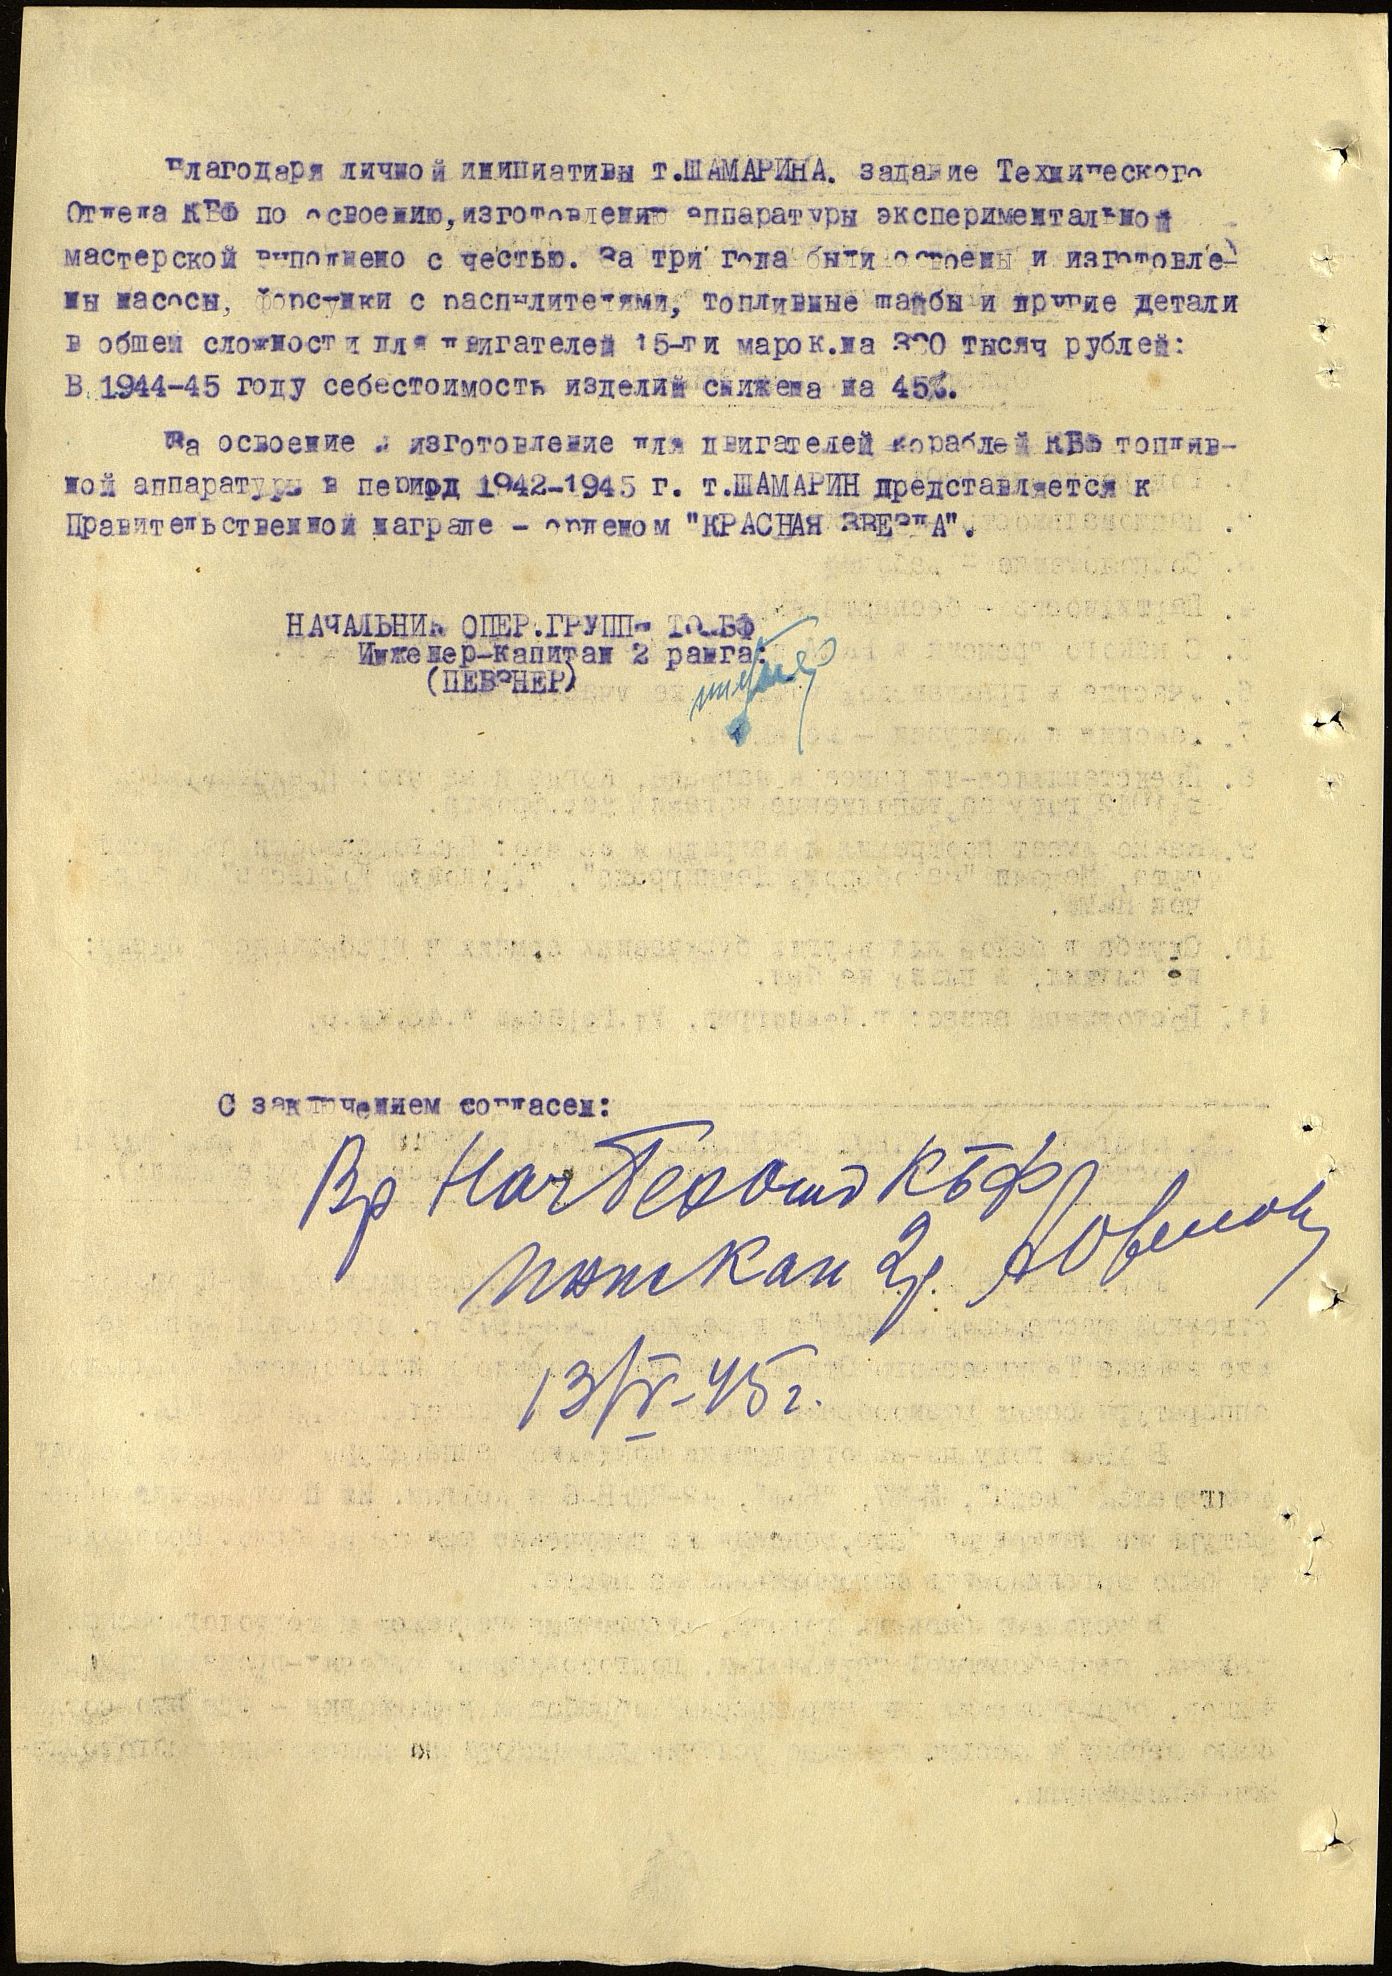 Благодаря личной инициативы т.ШАМАРИНА. задание Технического
Отдела КБФ по освоению, изготовлению аппаратуры экспериментальной
мастерской выполнено с честью. За три года были освоены и изготовле-
ны насосы, форсунки с распылителями, топливные шайбы и другие детали
в общей сложности для двигателей 15-ти марок.на тысяч рублей:
В 1944-45 году себестоимость изделий снижена на 45%.
За освоение и изготовление для двигателей кораблей КБФ топлив-
ной аппаратуры в период 1942-1945 г. т.ШАМАРИН представляется к
Правительственной награде - орденом "КРАСНАЯ ЗВЕЗДА".
НАЧАЛЬНИК ОПЕР.ГРУППЫ ТО КБФ
Инженер-капитан 2 ранга:
(ПЕВЗНЕР)
С заключением согласен:
Вр Нач КБФ
инж кап 2р.
13/IV-45 г.